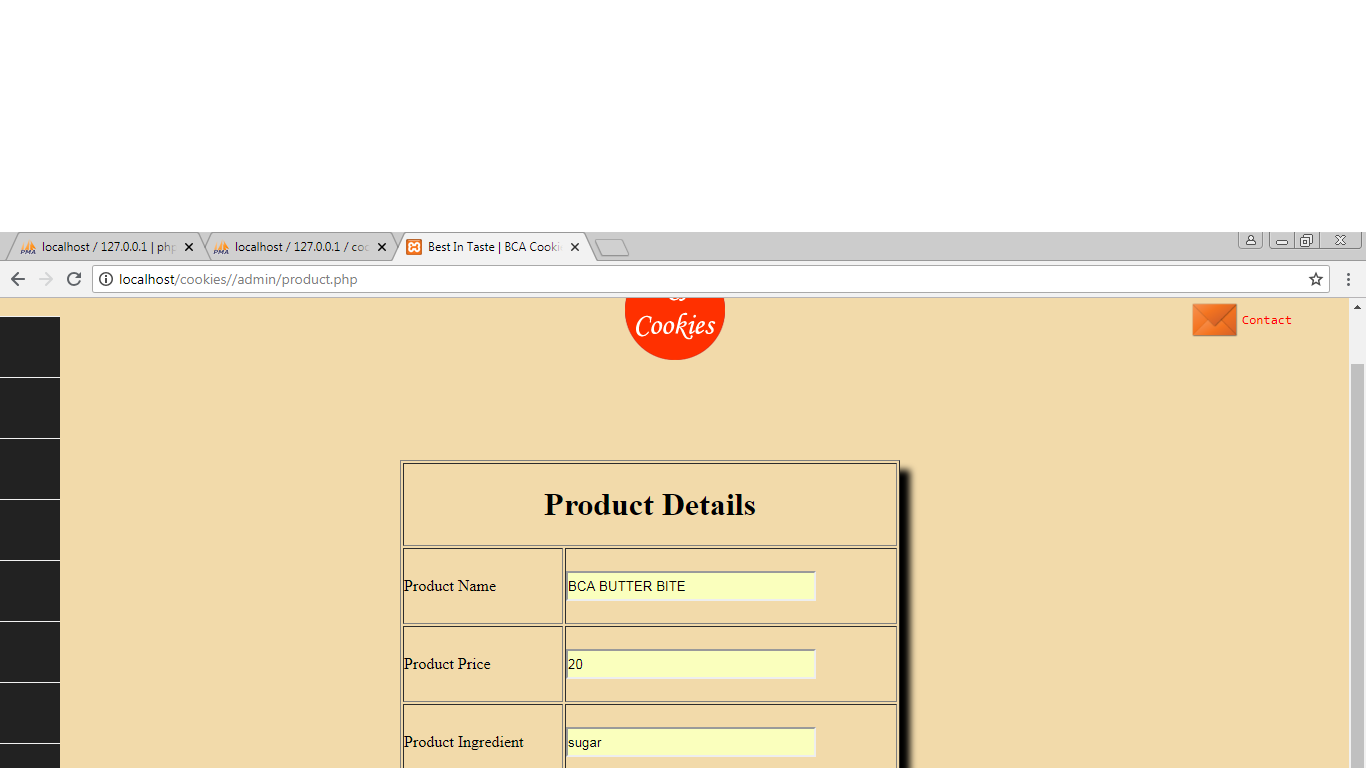 localhost / 127.0.0.1 | php
localhost / 127.0.0.1 / coo
Best In Taste | BCA Cooki
localhost/cookies//admin/product.php
Cookies
Contact
Product Details
Product Name
BCA BUTTER BITE
Product Price
20
Product Ingredient
sugar